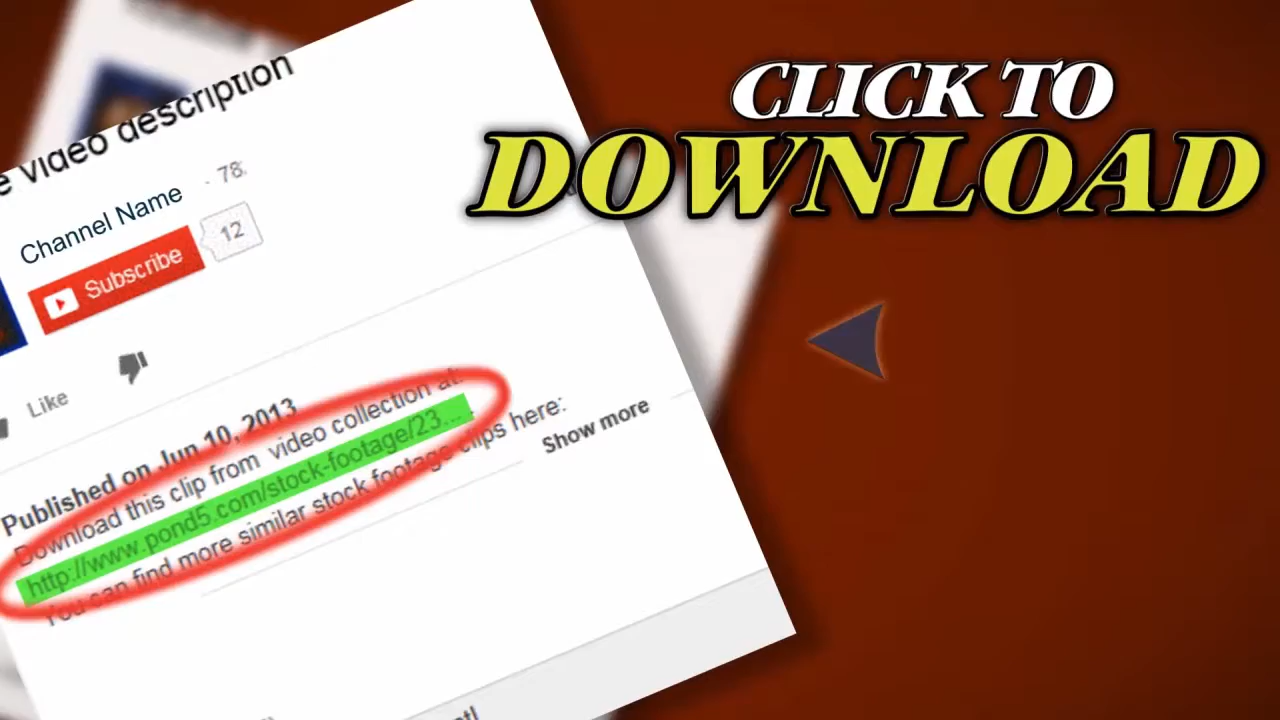 CLICK TO
DOWNLOAD
video description
Channel Name
78
Subscribe
12
Like
Published on Jun 10, 2013
Download this clip from video collection at:
http://www.pond5.com/stock-footage/23...
You can find more similar stock footage clips here:
Show more